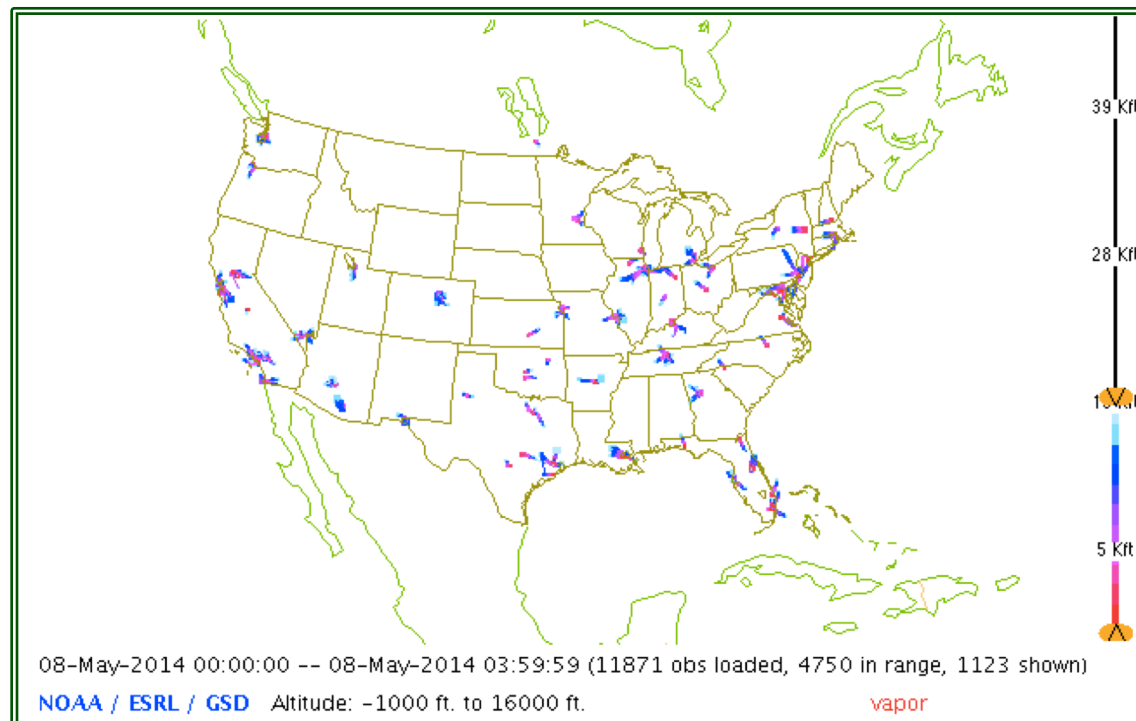 39 Kft
28 Kft
5 Kft
08-May-2014 00:00:00 -- 08-May-2014 03:59:59 (11871 obs loaded, 4750 in range, 1123 shown)
NOAA / ESRL / GSD Altitude: -1000 ft. to 16000 ft. vapor